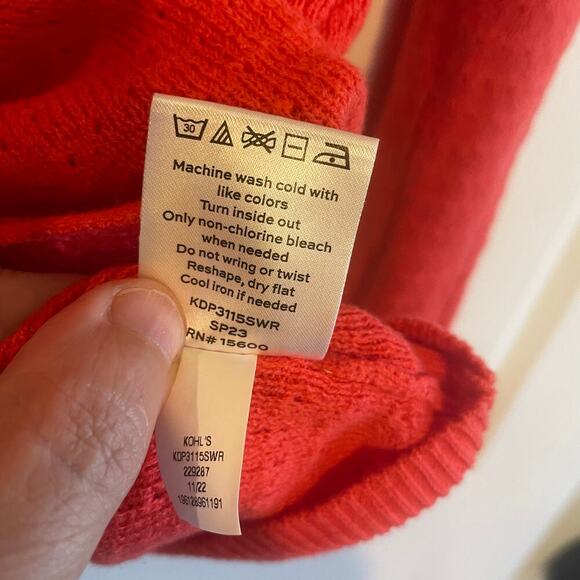 30
Machine wash cold with
like colors
Turn inside out
Only non-chlorine bleach
when needed
Do not wring or twist
Reshape, dry flat
Cool iron if needed
KDP3115SWR
SP23
RN# 15600
KOHL'S
KDP3115SWR
229287
11/22
196128961191